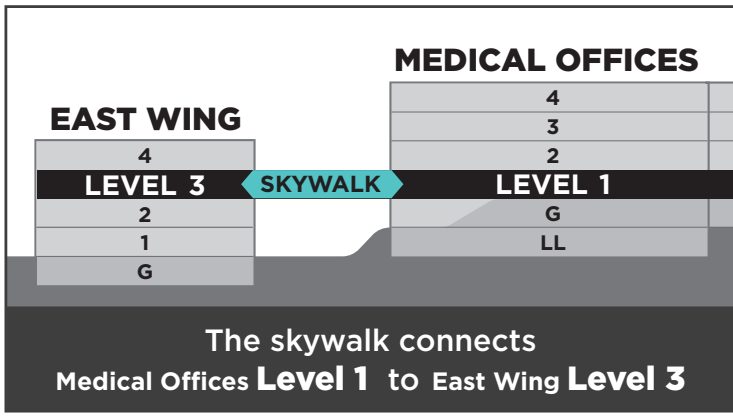 MEDICAL OFFICES
4
3
2
LEVEL 1
G
LL
EAST WING
4
LEVEL 3
2
1
G
SKYWALK
The skywalk connects
Medical Offices Level 1 to East Wing Level 3